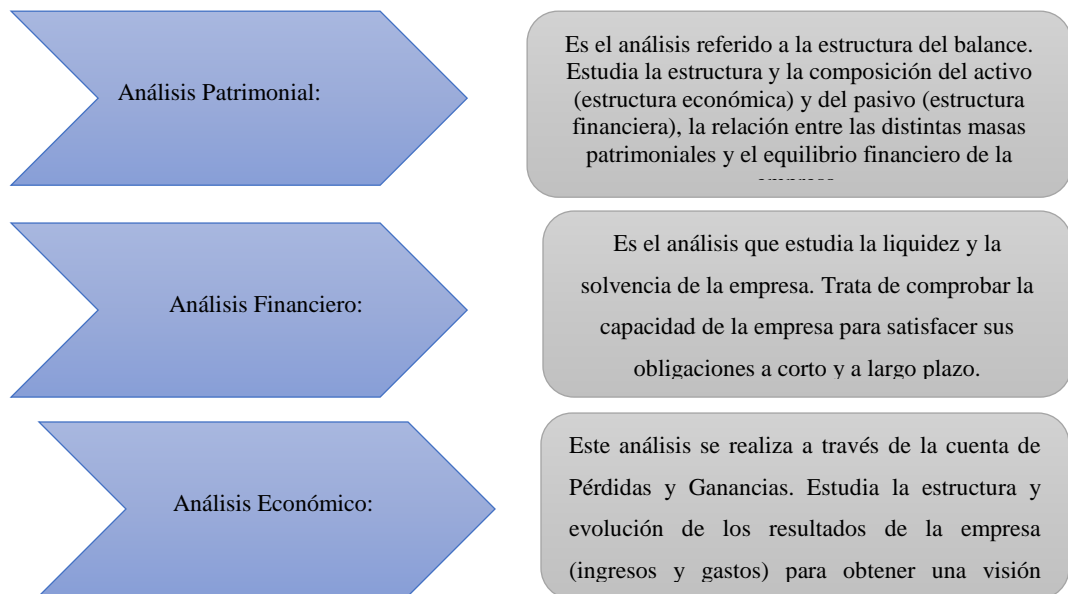 Análisis Patrimonial:
Es el análisis referido a la estructura del balance.
Estudia la estructura y la composición del activo
(estructura económica) y del pasivo (estructura
financiera), la relación entre las distintas masas
patrimoniales y el equilibrio financiero de la
Análisis Financiero:
Es el análisis que estudia la liquidez y la
solvencia de la empresa. Trata de comprobar la
capacidad de la empresa para satisfacer sus
obligaciones a corto y a largo plazo.
Análisis Económico:
Este análisis se realiza a través de la cuenta de
Pérdidas y Ganancias. Estudia la estructura y
evolución de los resultados de la empresa
(ingresos y gastos) para obtener una visión